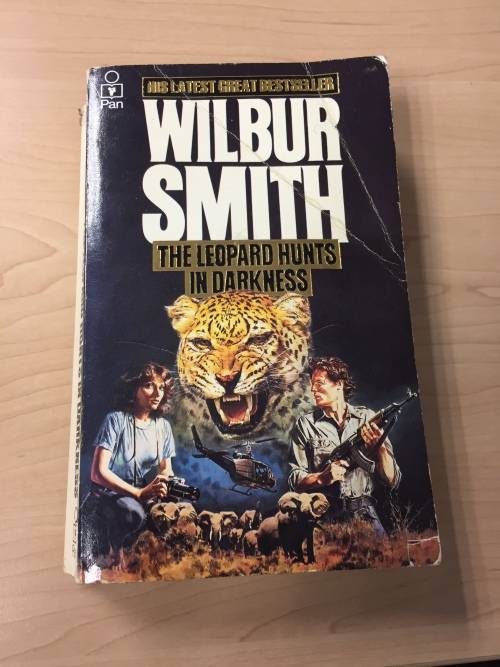 HIS LATEST GREAT BESTSELLER
Pan
WILBUR
SMITH
THE LEOPARD HUNTS
IN DARKNESS